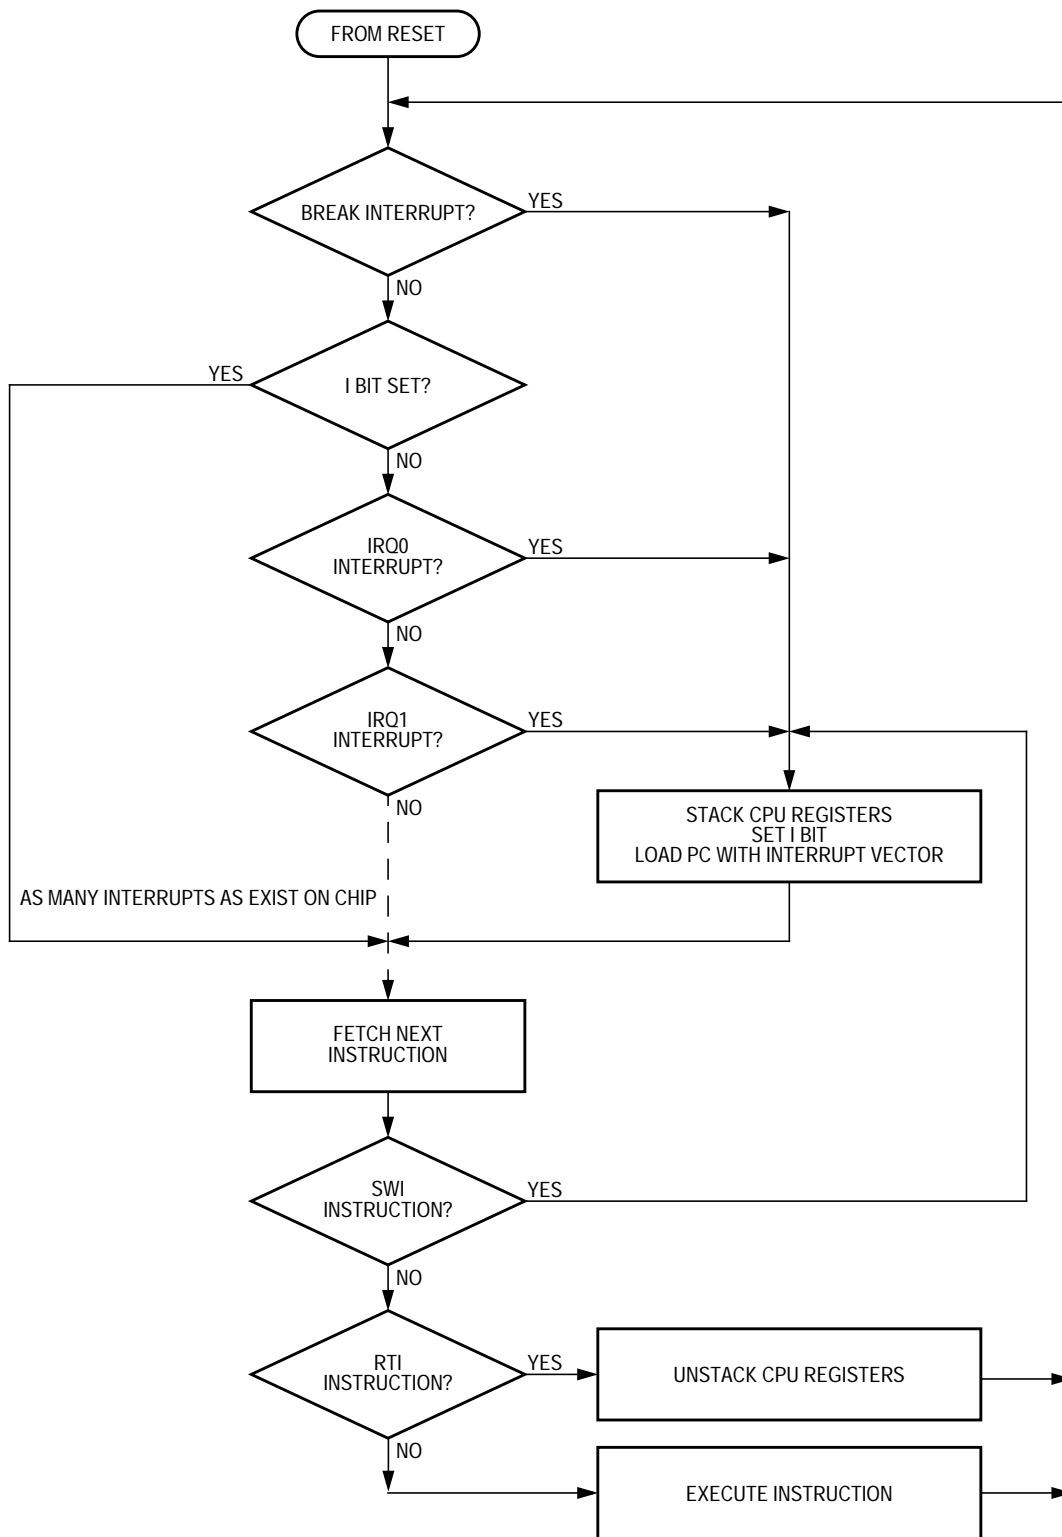 FROM RESET
BREAK INTERRUPT?
YES
NO
YES
I BIT SET?
NO
IRQ0
INTERRUPT?
YES
NO
IRQ1
INTERRUPT?
YES
NO
STACK CPU REGISTERS
SET I BIT
LOAD PC WITH INTERRUPT VECTOR
AS MANY INTERRUPTS AS EXIST ON CHIP
FETCH NEXT
INSTRUCTION
SWI
INSTRUCTION?
YES
NO
RTI
INSTRUCTION?
YES
UNSTACK CPU REGISTERS
NO
EXECUTE INSTRUCTION